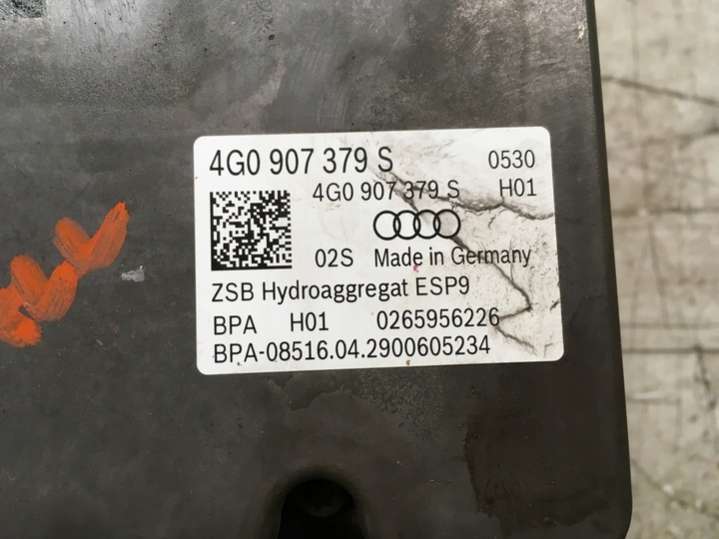 4G0 907 379 S 0530
4G0 907 379 S H01
02S Made in Germany
ZSB Hydroaggregat ESP9
BPA H01 0265956226
BPA-08516.04.2900605234